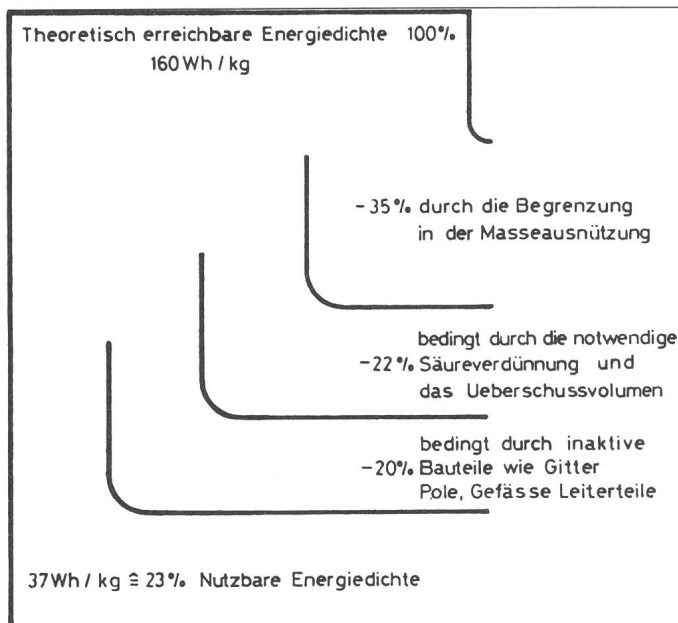 Theoretisch erreichbare Energiedichte 100%
160 Wh / kg
-35% durch die Begrenzung
in der Masseausnützung
bedingt durch die notwendige
-22% Säureverdünnung und
das Ueberschussvolumen
bedingt durch inaktive
-20% Bauteile wie Gitter
Pole, Gefässe Leiterteile
37 Wh / kg ≙ 23% Nutzbare Energiedichte